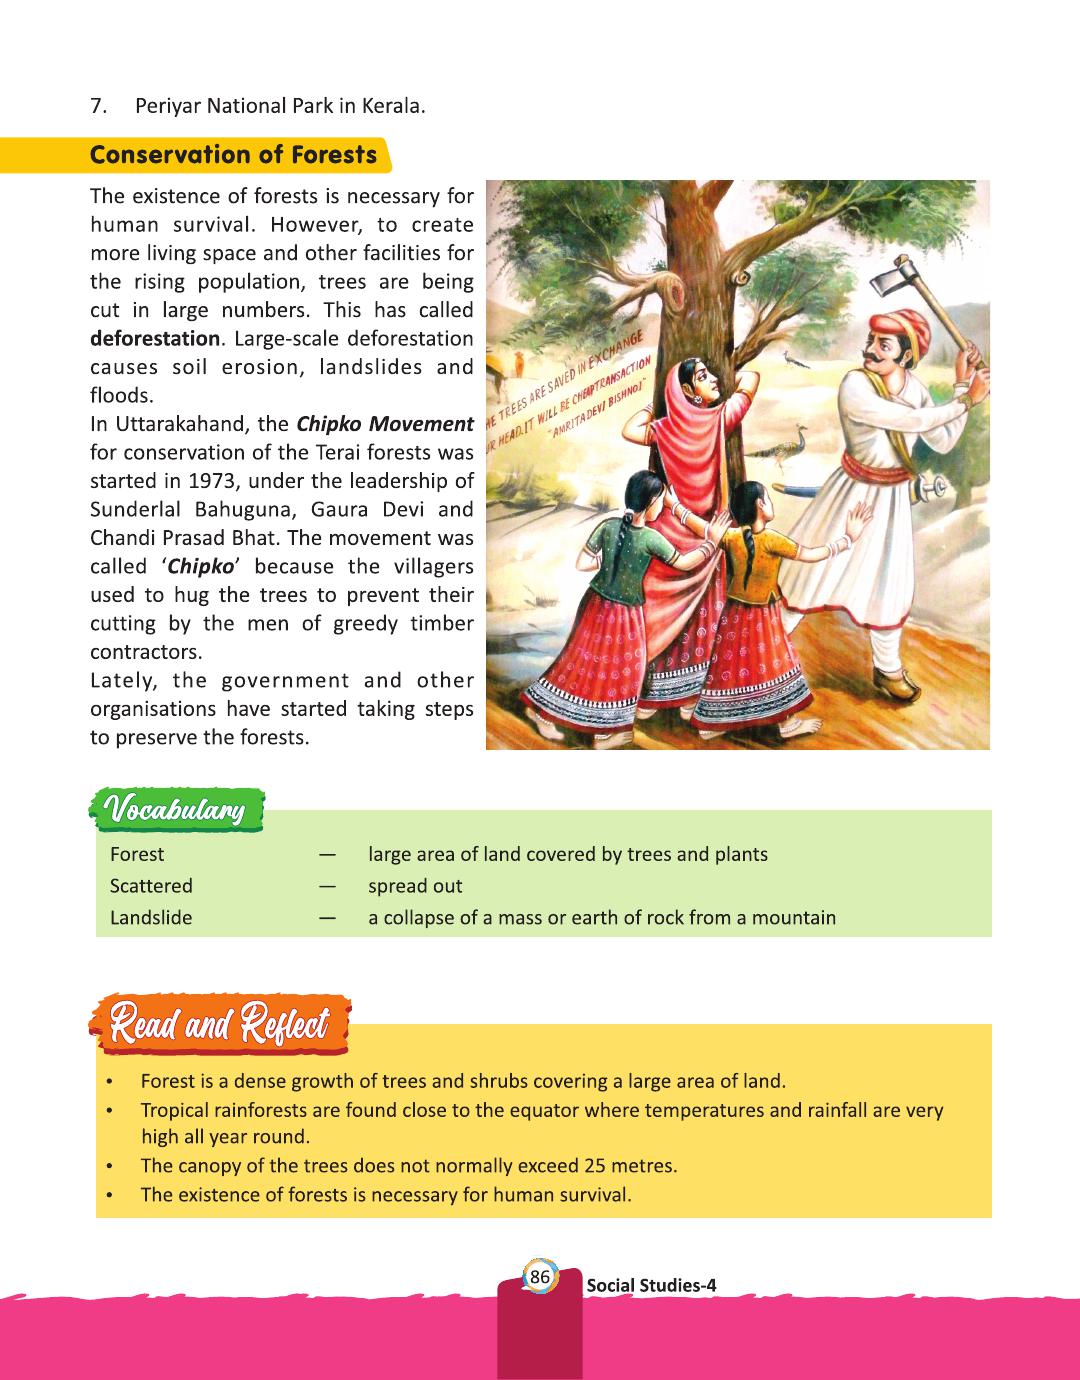 7. Periyar National Park in Kerala.
Conservation of Forests
The existence of forests is necessary for
human survival. However, to create
more living space and other facilities for
the rising population, trees are being
cut in large numbers. This has called
deforestation. Large-scale deforestation
causes soil erosion, landslides and
floods.
In Uttarakahand, the Chipko Movement
for conservation of the Terai forests was
started in 1973, under the leadership of
Sunderlal Bahuguna, Gaura Devi and
Chandi Prasad Bhat. The movement was
called ‘Chipko’ because the villagers
used to hug the trees to prevent their
cutting by the men of greedy timber
contractors.
Lately, the government and other
organisations have started taking steps
to preserve the forests.
HE TREES ARE SAVED IN EXCHANGE
UR HEAD.IT WILL BE CHEAP TRANSACTION
"AMRITA DEVI BISHNOI"
Vocabulary
Forest — large area of land covered by trees and plants
Scattered — spread out
Landslide — a collapse of a mass or earth of rock from a mountain
Read and Reflect
• Forest is a dense growth of trees and shrubs covering a large area of land.
• Tropical rainforests are found close to the equator where temperatures and rainfall are very
high all year round.
• The canopy of the trees does not normally exceed 25 metres.
• The existence of forests is necessary for human survival.
86
Social Studies-4